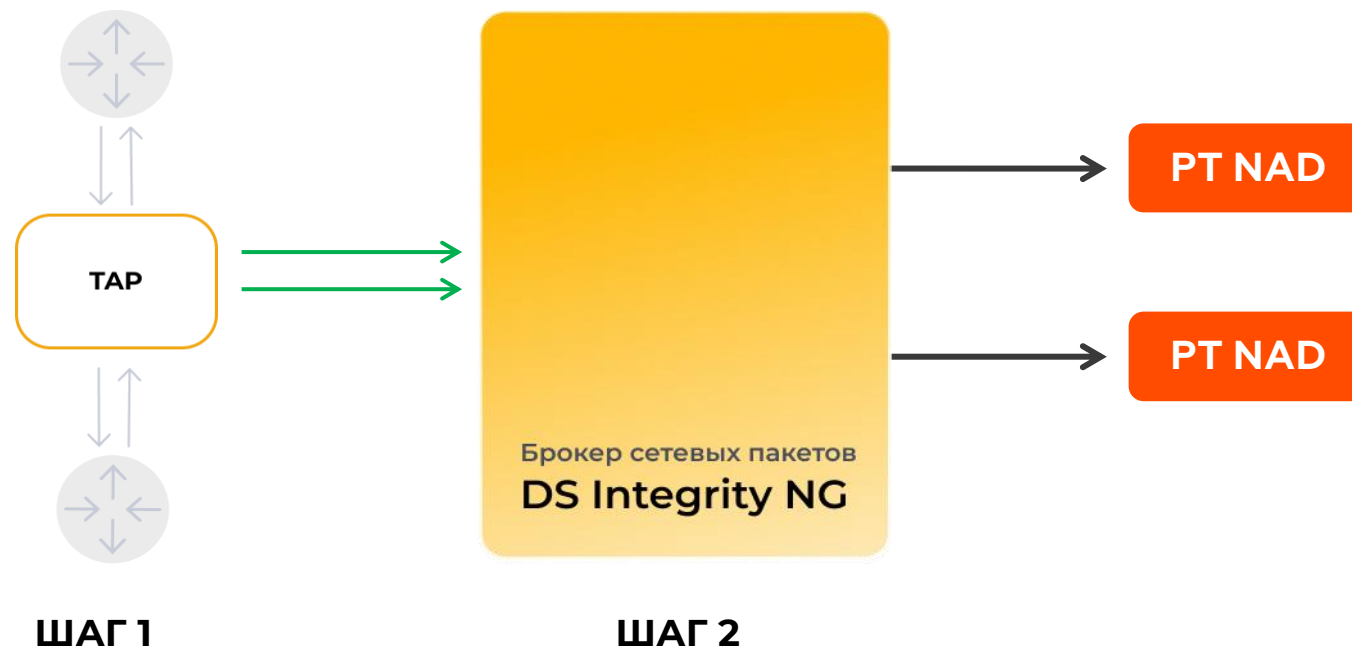 TAP
PT NAD
PT NAD
Брокер сетевых пакетов
DS Integrity NG
ШАГ 1
ШАГ 2